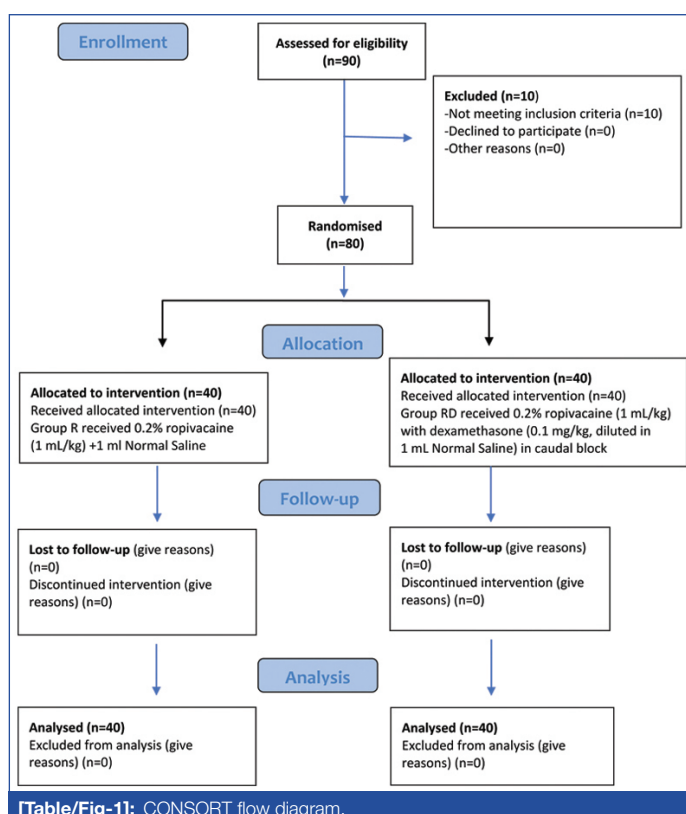 Enrollment
Assessed for eligibility
(n=90)
Excluded (n=10)
-Not meeting inclusion criteria (n=10)
-Declined to participate (n=0)
-Other reasons (n=0)
Randomised
(n=80)
Allocation
Allocated to intervention (n=40)
Received allocated intervention (n=40)
Group R received 0.2% ropivacaine
(1 mL/kg) +1 ml Normal Saline
Allocated to intervention (n=40)
Received allocated intervention (n=40)
Group RD received 0.2% ropivacaine (1 mL/kg)
with dexamethasone (0.1 mg/kg, diluted in
1 mL Normal Saline) in caudal block
Follow-up
Lost to follow-up (give reasons)
(n=0)
Discontinued intervention (give
reasons) (n=0)
Lost to follow-up (give reasons)
(n=0)
Discontinued intervention (give
reasons) (n=0)
Analysis
Analysed (n=40)
Excluded from analysis (give
reasons) (n=0)
Analysed (n=40)
Excluded from analysis (give
reasons) (n=0)
[Table/Fig-1]: CONSORT flow diagram.